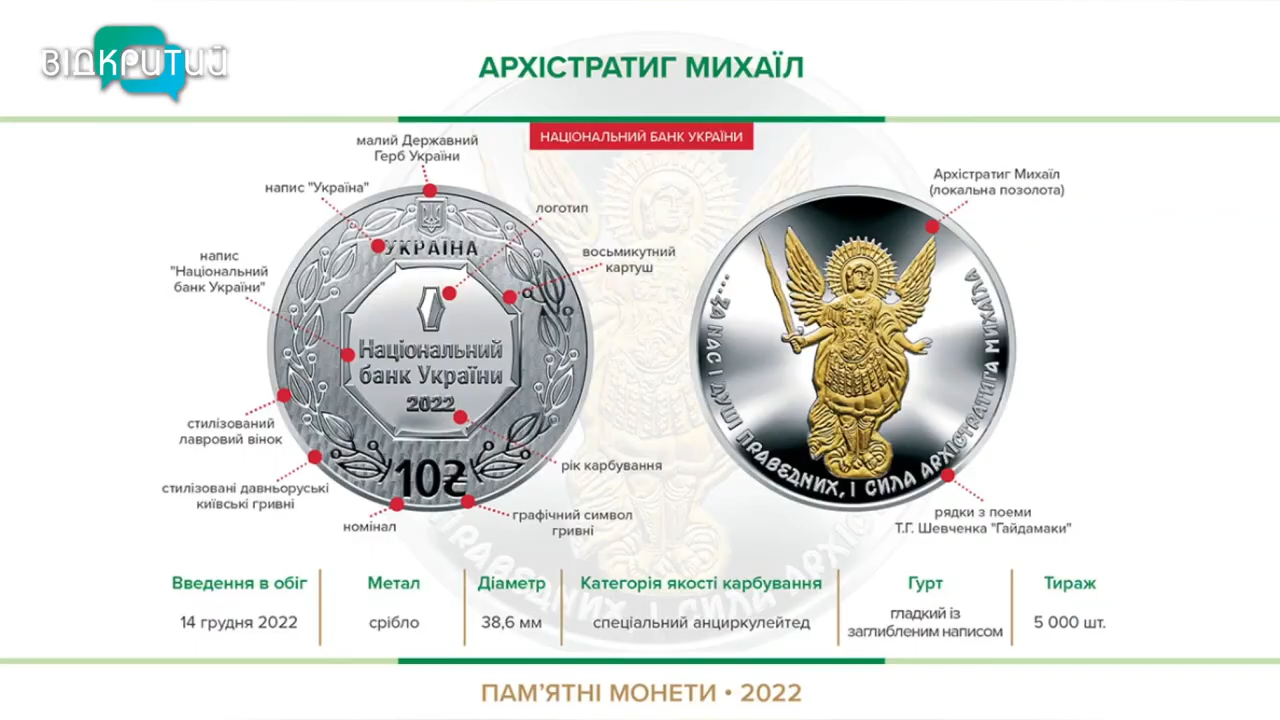 ВІДКРИТИЙ
АРХІСТРАТИГ МИХАЇЛ
НАЦІОНАЛЬНИЙ БАНК УКРАЇНИ
малий Державний
Герб України
напис "Україна"
логотип
напис
"Національний
банк України"
восьмикутний
картуш
УКРАЇНА
Національний
банк України
2022
10₴
стилізований
лавровий вінок
стилізовані давньоруські
київські гривні
номінал
рік карбування
графічний символ
гривні
Архістратиг Михаїл
(локальна позолота)
...ЗА НАС І ДУШІ ПРАВЕДНИХ, І СИЛА АРХІСТРАТИГА МИХАЇЛА
рядки з поеми
Т.Г. Шевченка "Гайдамаки"
Введення в обіг
Метал
Діаметр
Категорія якості карбування
Гурт
Тираж
14 грудня 2022
срібло
38,6 мм
спеціальний анциркулейтед
гладкий із
заглибленим написом
5 000 шт.
ПАМ'ЯТНІ МОНЕТИ • 2022